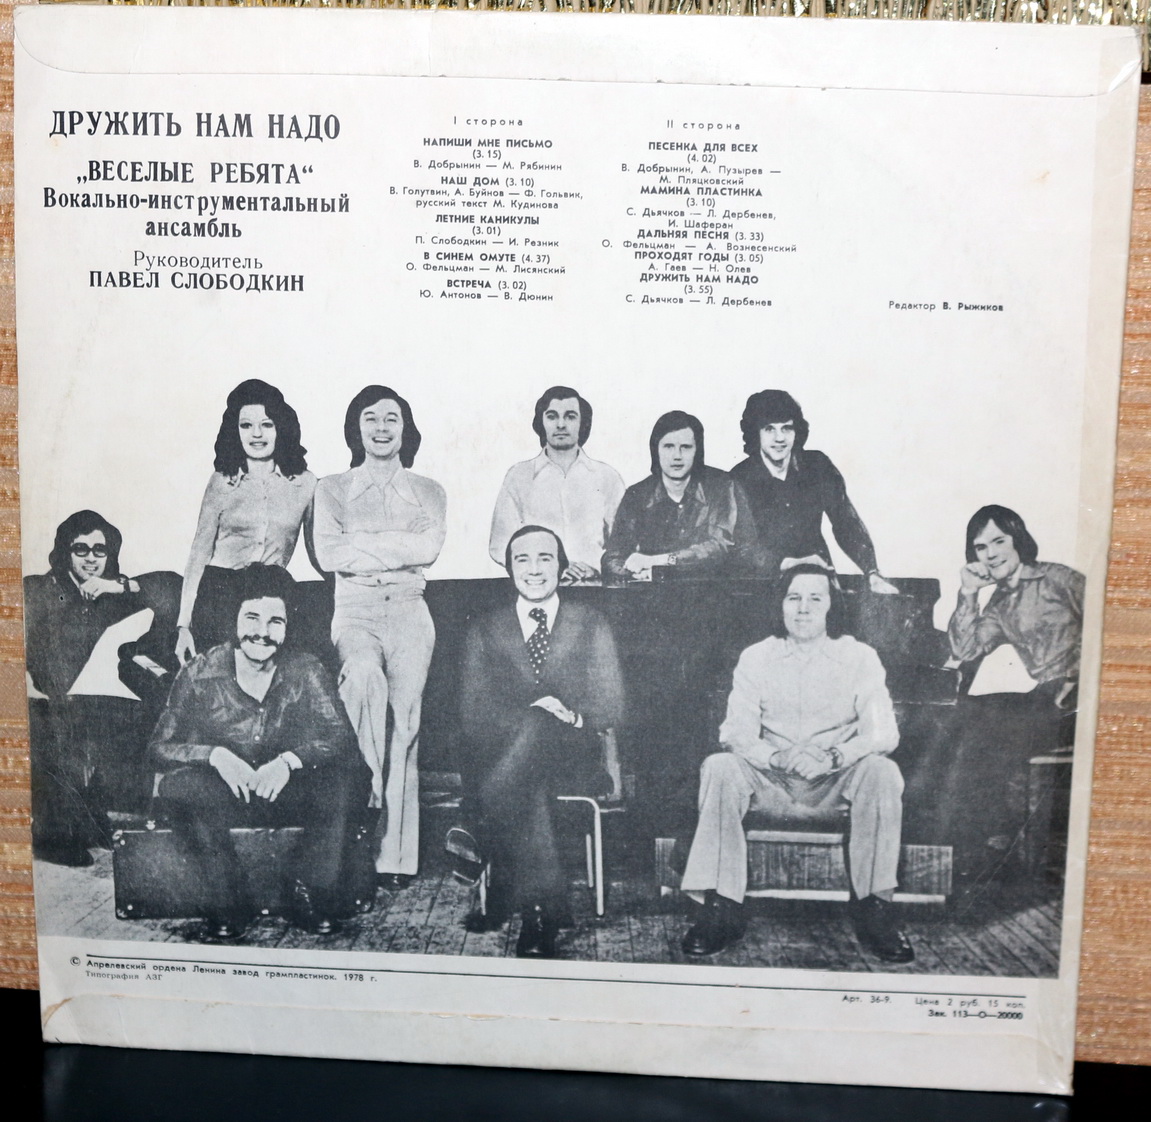 ДРУЖИТЬ НАМ НАДО
„ВЕСЕЛЫЕ РЕБЯТА“
Вокально-инструментальный
ансамбль
Руководитель
ПАВЕЛ СЛОБОДКИН
I сторона
НАПИШИ МНЕ ПИСЬМО
(3. 15)
В. Добрынин — М. Рябинин
НАШ ДОМ (3. 10)
В. Голутвин, А. Буйнов — Ф. Гольвик,
русский текст М. Кудинова
ЛЕТНИЕ КАНИКУЛЫ
(3. 01)
П. Слободкин — И. Резник
В СИНЕМ ОМУТЕ (4. 37)
О. Фельцман — М. Лисянский
ВСТРЕЧА (3. 02)
Ю. Антонов — В. Дюнин
II сторона
ПЕСЕНКА ДЛЯ ВСЕХ
(4. 02)
В. Добрынин, А. Пузырев —
М. Пляцковский
МАМИНА ПЛАСТИНКА
(3. 10)
С. Дьячков — Л. Дербенев,
И. Шаферан
ДАЛЬНЯЯ ПЕСНЯ (3. 33)
О. Фельцман — А. Вознесенский
ПРОХОДЯТ ГОДЫ (3. 05)
А. Гаев — Н. Олев
ДРУЖИТЬ НАМ НАДО
(3. 55)
С. Дьячков — Л. Дербенев
Редактор В. Рыжиков
© Апрелевский ордена Ленина завод грампластинок. 1978 г.
Типография АЗГ
Арт. 36-9. Цена 2 руб. 15 коп.
Зак. 113—О—20000